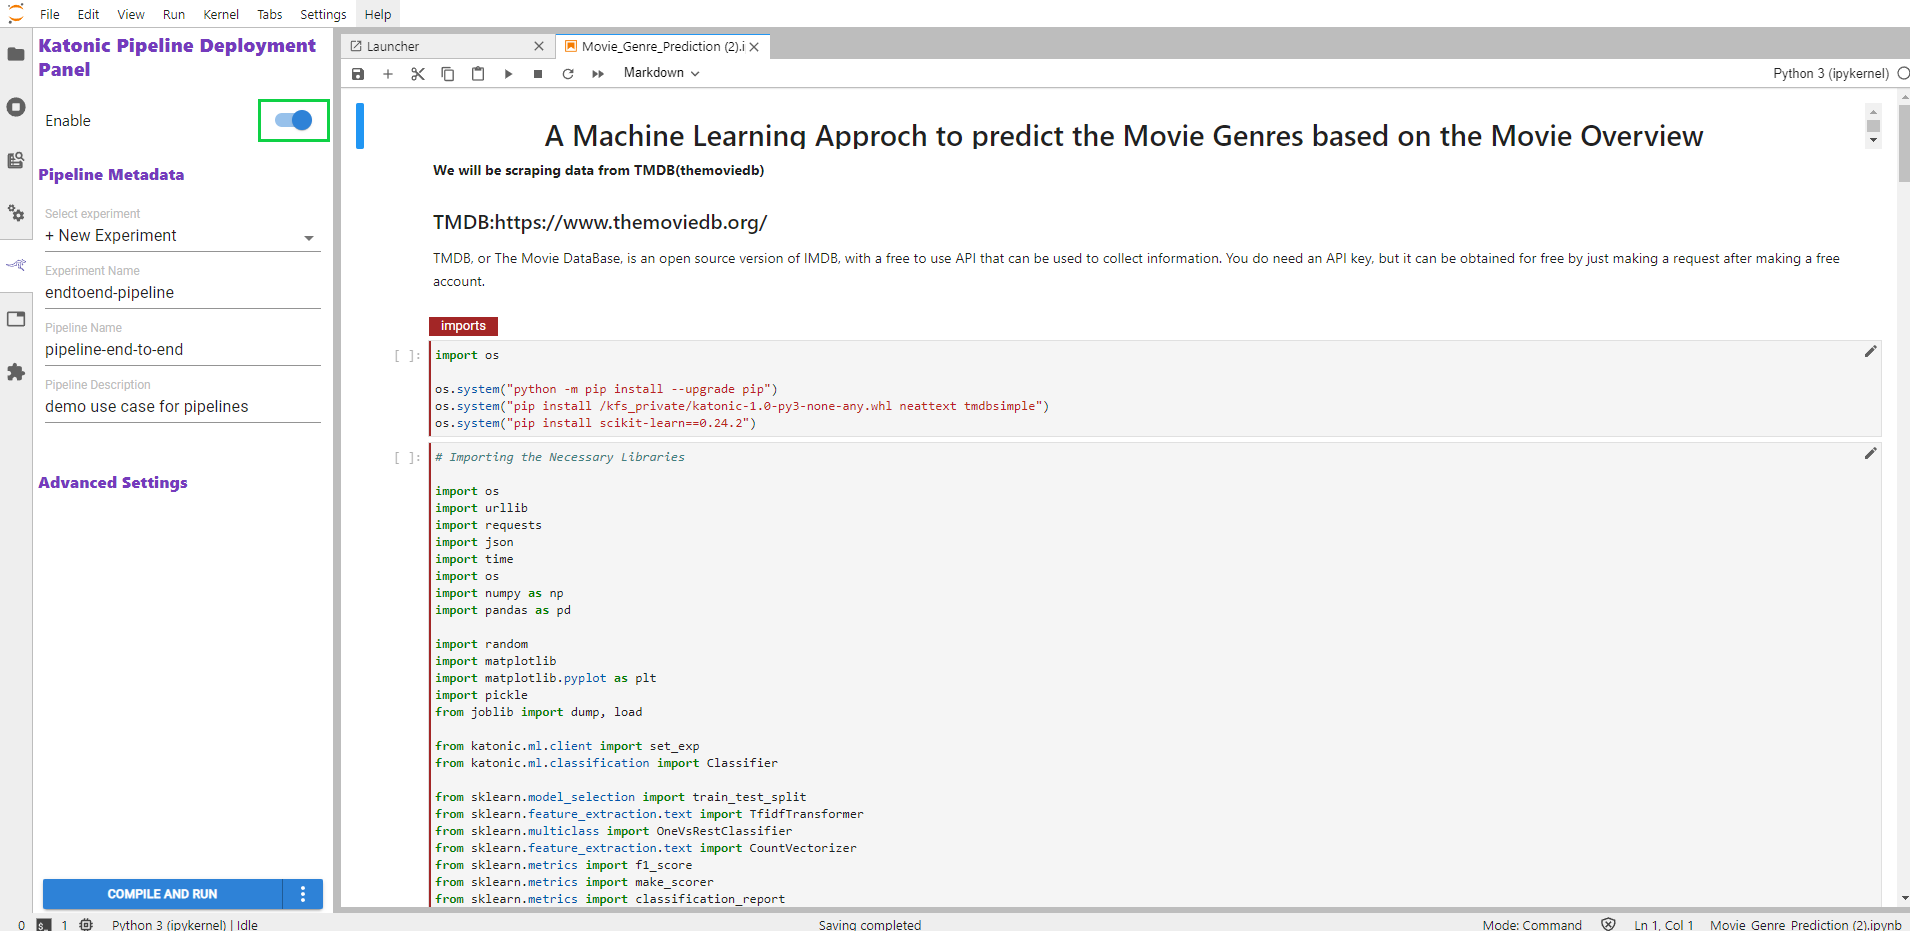 File Edit View Run Kernel Tabs Settings Help
Katonic Pipeline Deployment
Panel
Enable
Pipeline Metadata
Select experiment
+ New Experiment
Experiment Name
endtoend-pipeline
Pipeline Name
pipeline-end-to-end
Pipeline Description
demo use case for pipelines
Advanced Settings
COMPILE AND RUN
Launcher
Movie_Genre_Prediction (2).i
Markdown
Python 3 (ipykernel)
A Machine Learning Approch to predict the Movie Genres based on the Movie Overview
We will be scraping data from TMDB(themoviedb)
TMDB:https://www.themoviedb.org/
TMDB, or The Movie DataBase, is an open source version of IMDB, with a free to use API that can be used to collect information. You do need an API key, but it can be obtained for free by just making a request after making a free
account.
imports
[ ]: import os
os.system("python -m pip install --upgrade pip")
os.system("pip install /kfs_private/katonic-1.0-py3-none-any.whl neattext tmdbsimple")
os.system("pip install scikit-learn==0.24.2")
[ ]: # Importing the Necessary Libraries
import os
import urllib
import requests
import json
import time
import os
import numpy as np
import pandas as pd
import random
import matplotlib
import matplotlib.pyplot as plt
import pickle
from joblib import dump, load
from katonic.ml.client import set_exp
from katonic.ml.classification import Classifier
from sklearn.model_selection import train_test_split
from sklearn.feature_extraction.text import TfidfTransformer
from sklearn.multiclass import OneVsRestClassifier
from sklearn.feature_extraction.text import CountVectorizer
from sklearn.metrics import f1_score
from sklearn.metrics import make_scorer
from sklearn.metrics import classification_report
0 1 Python 3 (ipykernel) | Idle
Saving completed
Mode: Command
Ln 1, Col 1
Movie_Genre_Prediction (2).ipynb